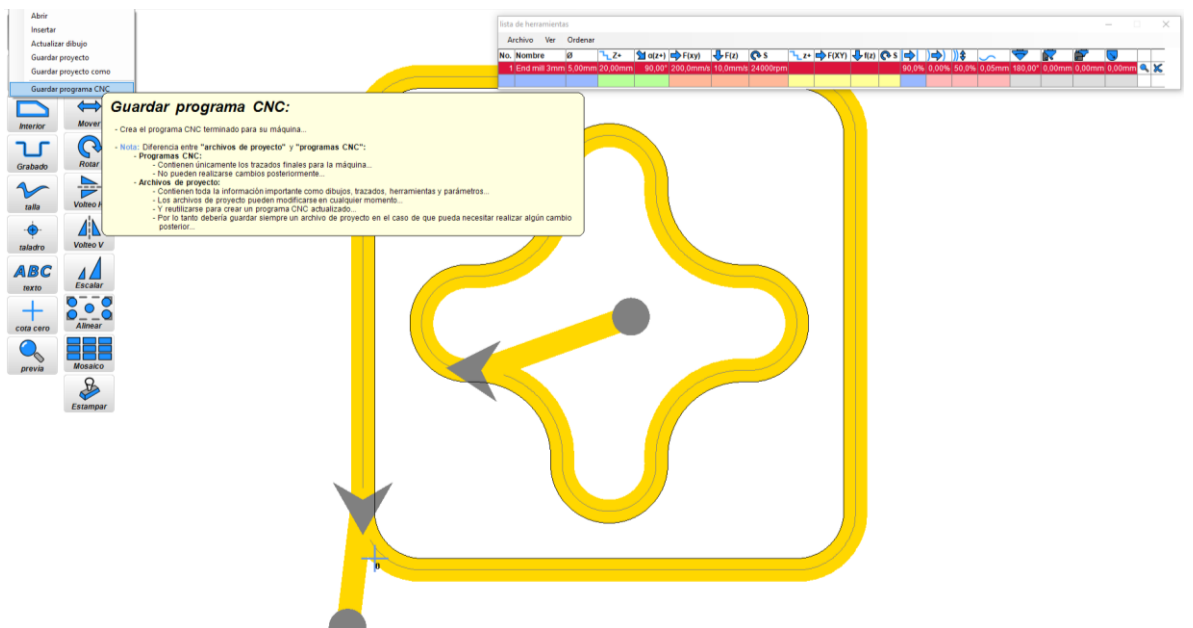 Abrir
Insertar
Actualizar dibujo
Guardar proyecto
Guardar proyecto como
Guardar programa CNC
lista de herramientas
Archivo Ver Ordenar
No. Nombre Ø Z+ α(z+) F(xy) F(z) S z+ F(XY) f(z) S
1 End mill 3mm 5,00mm 20,00mm 90,00° 200,0mm/s 10,0mm/s 24000rpm 90,0% 0,00% 50,0% 0,05mm 180,00° 0,00mm 0,00mm 0,00mm
Guardar programa CNC:
- Crea el programa CNC terminado para su máquina...
- Nota: Diferencia entre "archivos de proyecto" y "programas CNC":
- Programas CNC:
- Contienen únicamente los trazados finales para la máquina...
- No pueden realizarse cambios posteriormente...
- Archivos de proyecto:
- Contienen toda la información importante como dibujos, trazados, herramientas y parámetros...
- Los archivos de proyecto pueden modificarse en cualquier momento...
- Y reutilizarse para crear un programa CNC actualizado...
- Por lo tanto debería guardar siempre un archivo de proyecto en el caso de que pueda necesitar realizar algún cambio
posterior...
Interior
Mover
Grabado
Rotar
talla
Volteo
taladro
Volteo V
ABC
texto
Escalar
cota cero
Alinear
previa
Mosaico
Estampar
0